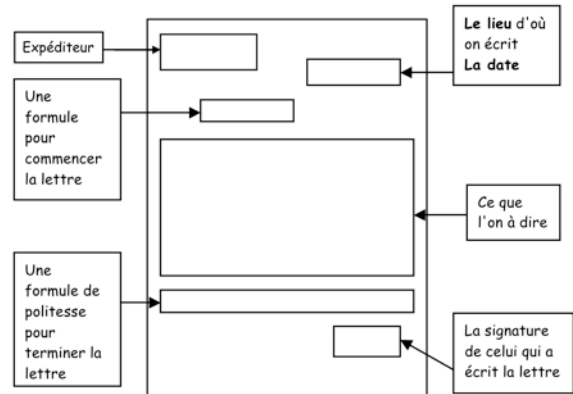 Expéditeur
Le lieu d'où
on écrit
La date
Une
formule
pour
commencer
la lettre
Ce que
l'on à dire
Une
formule de
politesse
pour
terminer la
lettre
La signature
de celui qui a
écrit la lettre